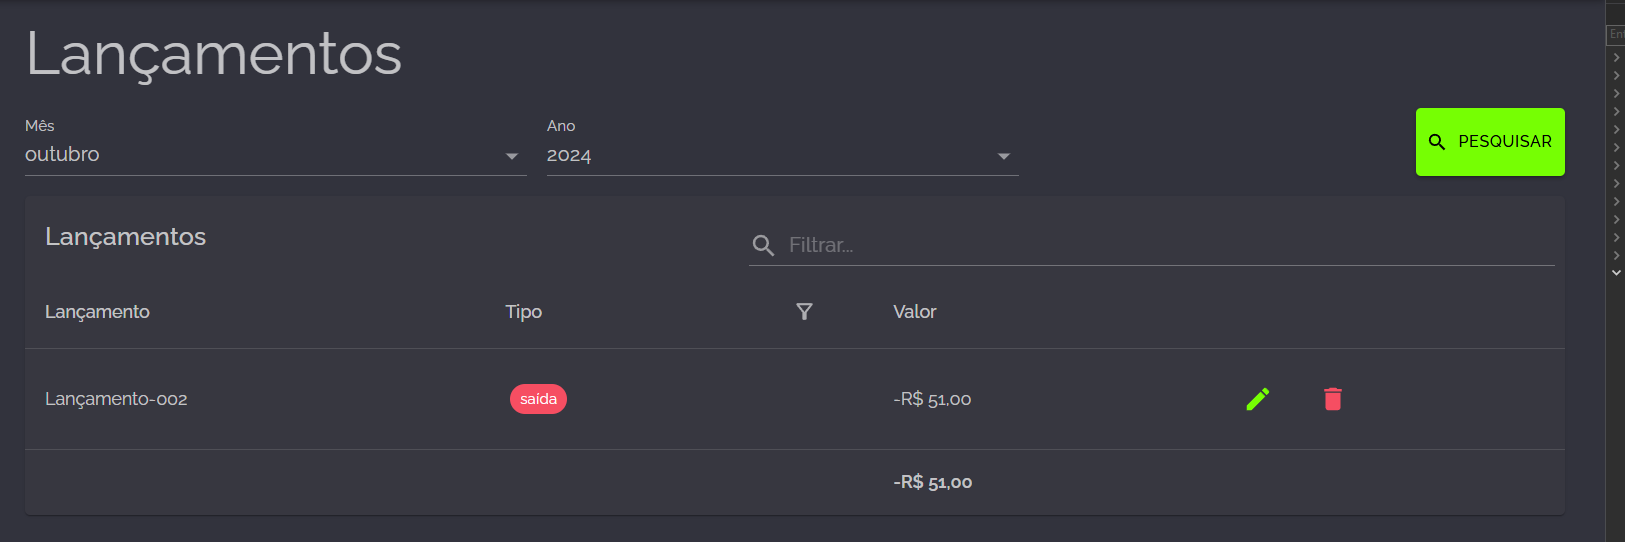 Lançamentos
Mês
outubro
Ano
2024
PESQUISAR
Lançamentos
Filtrar...
Lançamento Tipo Valor
Lançamento-002 saída -R$ 51,00
-R$ 51,00
Ent